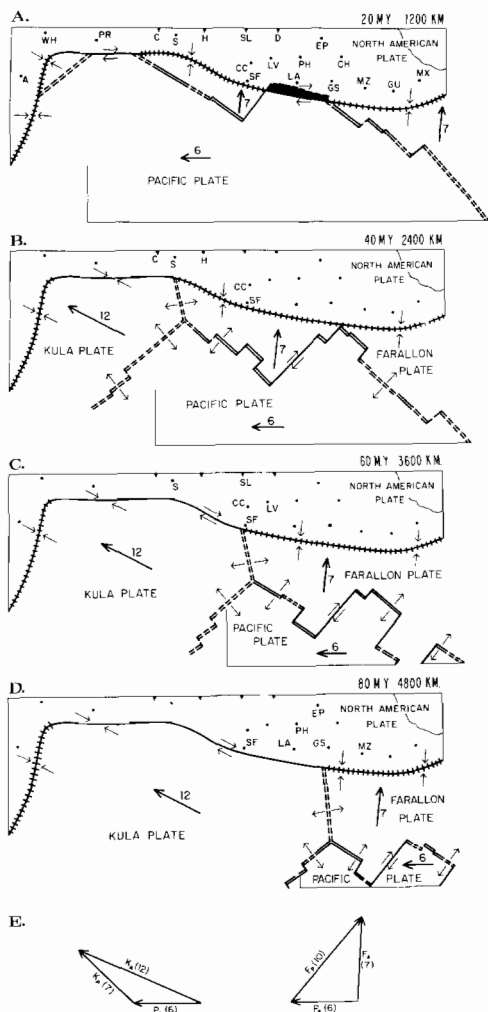 A.
20 MY 1200 KM
WH PR C S H SL D EP
NORTH AMERICAN
PLATE
A CC LV PH CH
SF LA GS MZ GU MX
7 7
6
PACIFIC PLATE
B.
40 MY 2400 KM
C S H
NORTH AMERICAN
PLATE
CC
SF
12
KULA PLATE
7
FARALLON
PLATE
PACIFIC PLATE
6
C.
60 MY 3600 KM
S SL
NORTH AMERICAN
PLATE
CC LV
SF
12
KULA PLATE
7
FARALLON PLATE
PACIFIC
PLATE
6
D.
80 MY 4800 KM.
EP
NORTH AMERICAN
PLATE
PH
SF LA GS MZ
12
KULA PLATE
7
FARALLON
PLATE
6
PACIFIC PLATE
E.
(12)
(7)
(6)
(10)
(7)
(6)